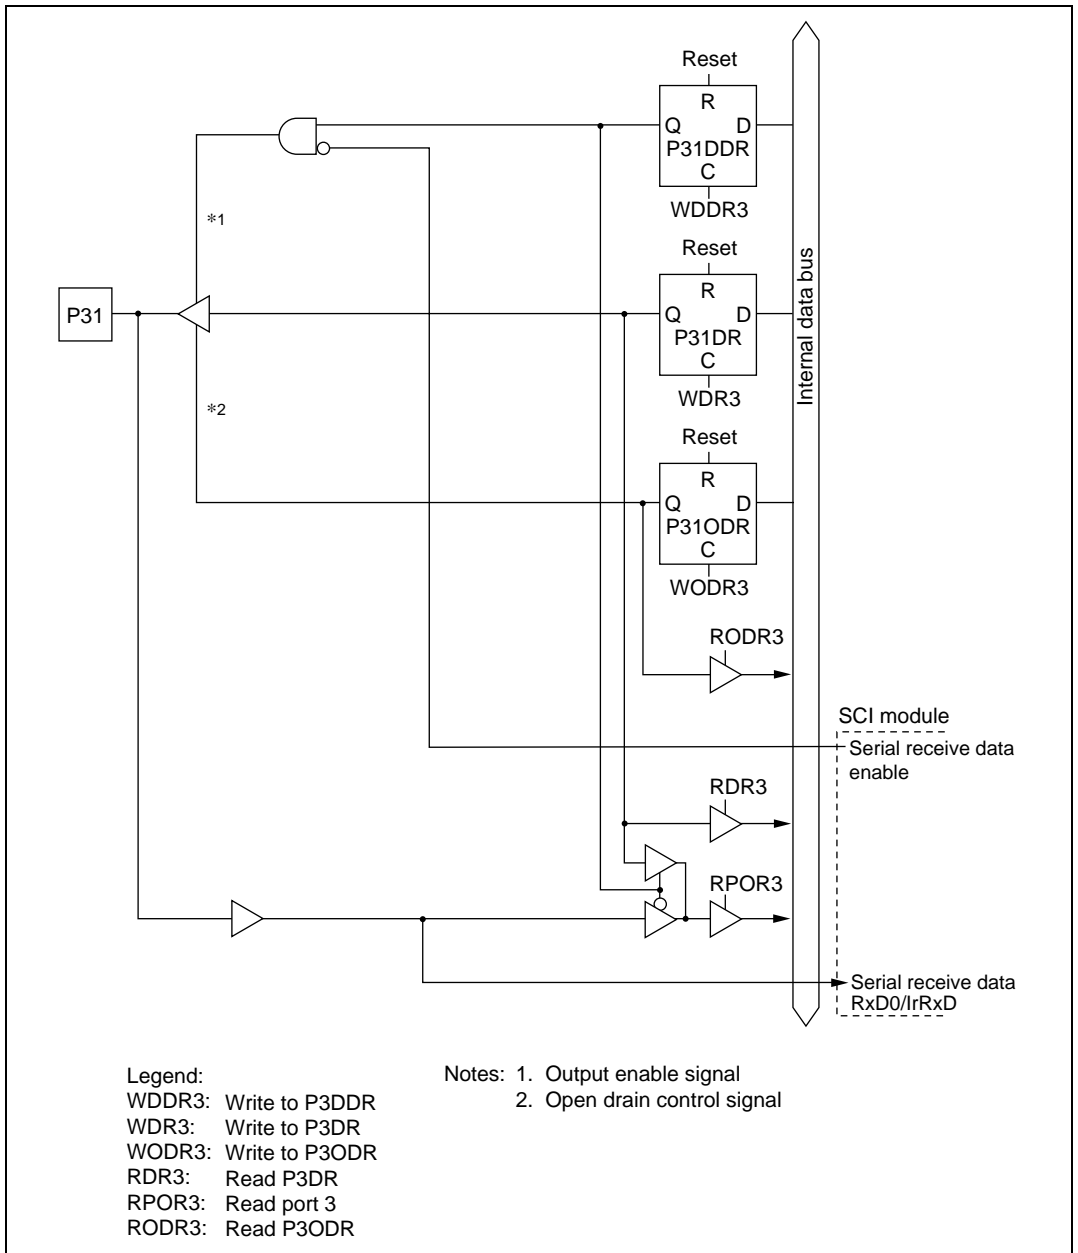 Reset
R
Q D
P31DDR
C
WDDR3
*1
Reset
R
P31
Q D
P31DR
C
WDR3
Internal data bus
*2
Reset
R
Q D
P31ODR
C
WODR3
RODR3
SCI module
Serial receive data
enable
RDR3
RPOR3
Serial receive data
RxD0/IrRxD
Legend:
WDDR3: Write to P3DDR
WDR3: Write to P3DR
WODR3: Write to P3ODR
RDR3: Read P3DR
RPOR3: Read port 3
RODR3: Read P3ODR
Notes: 1. Output enable signal
2. Open drain control signal